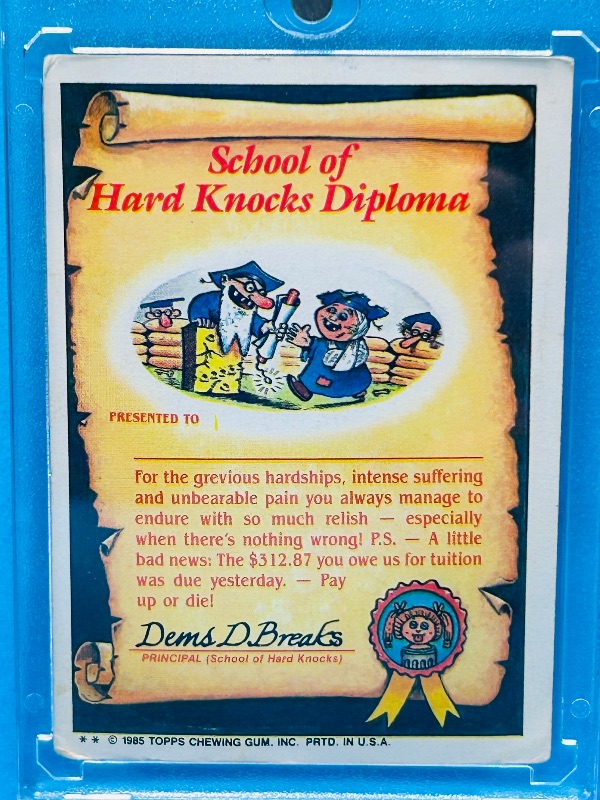 School of
Hard Knocks Diploma
PRESENTED TO
For the grevious hardships, intense suffering
and unbearable pain you always manage to
endure with so much relish — especially
when there's nothing wrong! P.S. — A little
bad news: The $312.87 you owe us for tuition
was due yesterday. — Pay
up or die!
Dems D. Breaks
PRINCIPAL (School of Hard Knocks)
** © 1985 TOPPS CHEWING GUM, INC. PRTD. IN U.S.A.